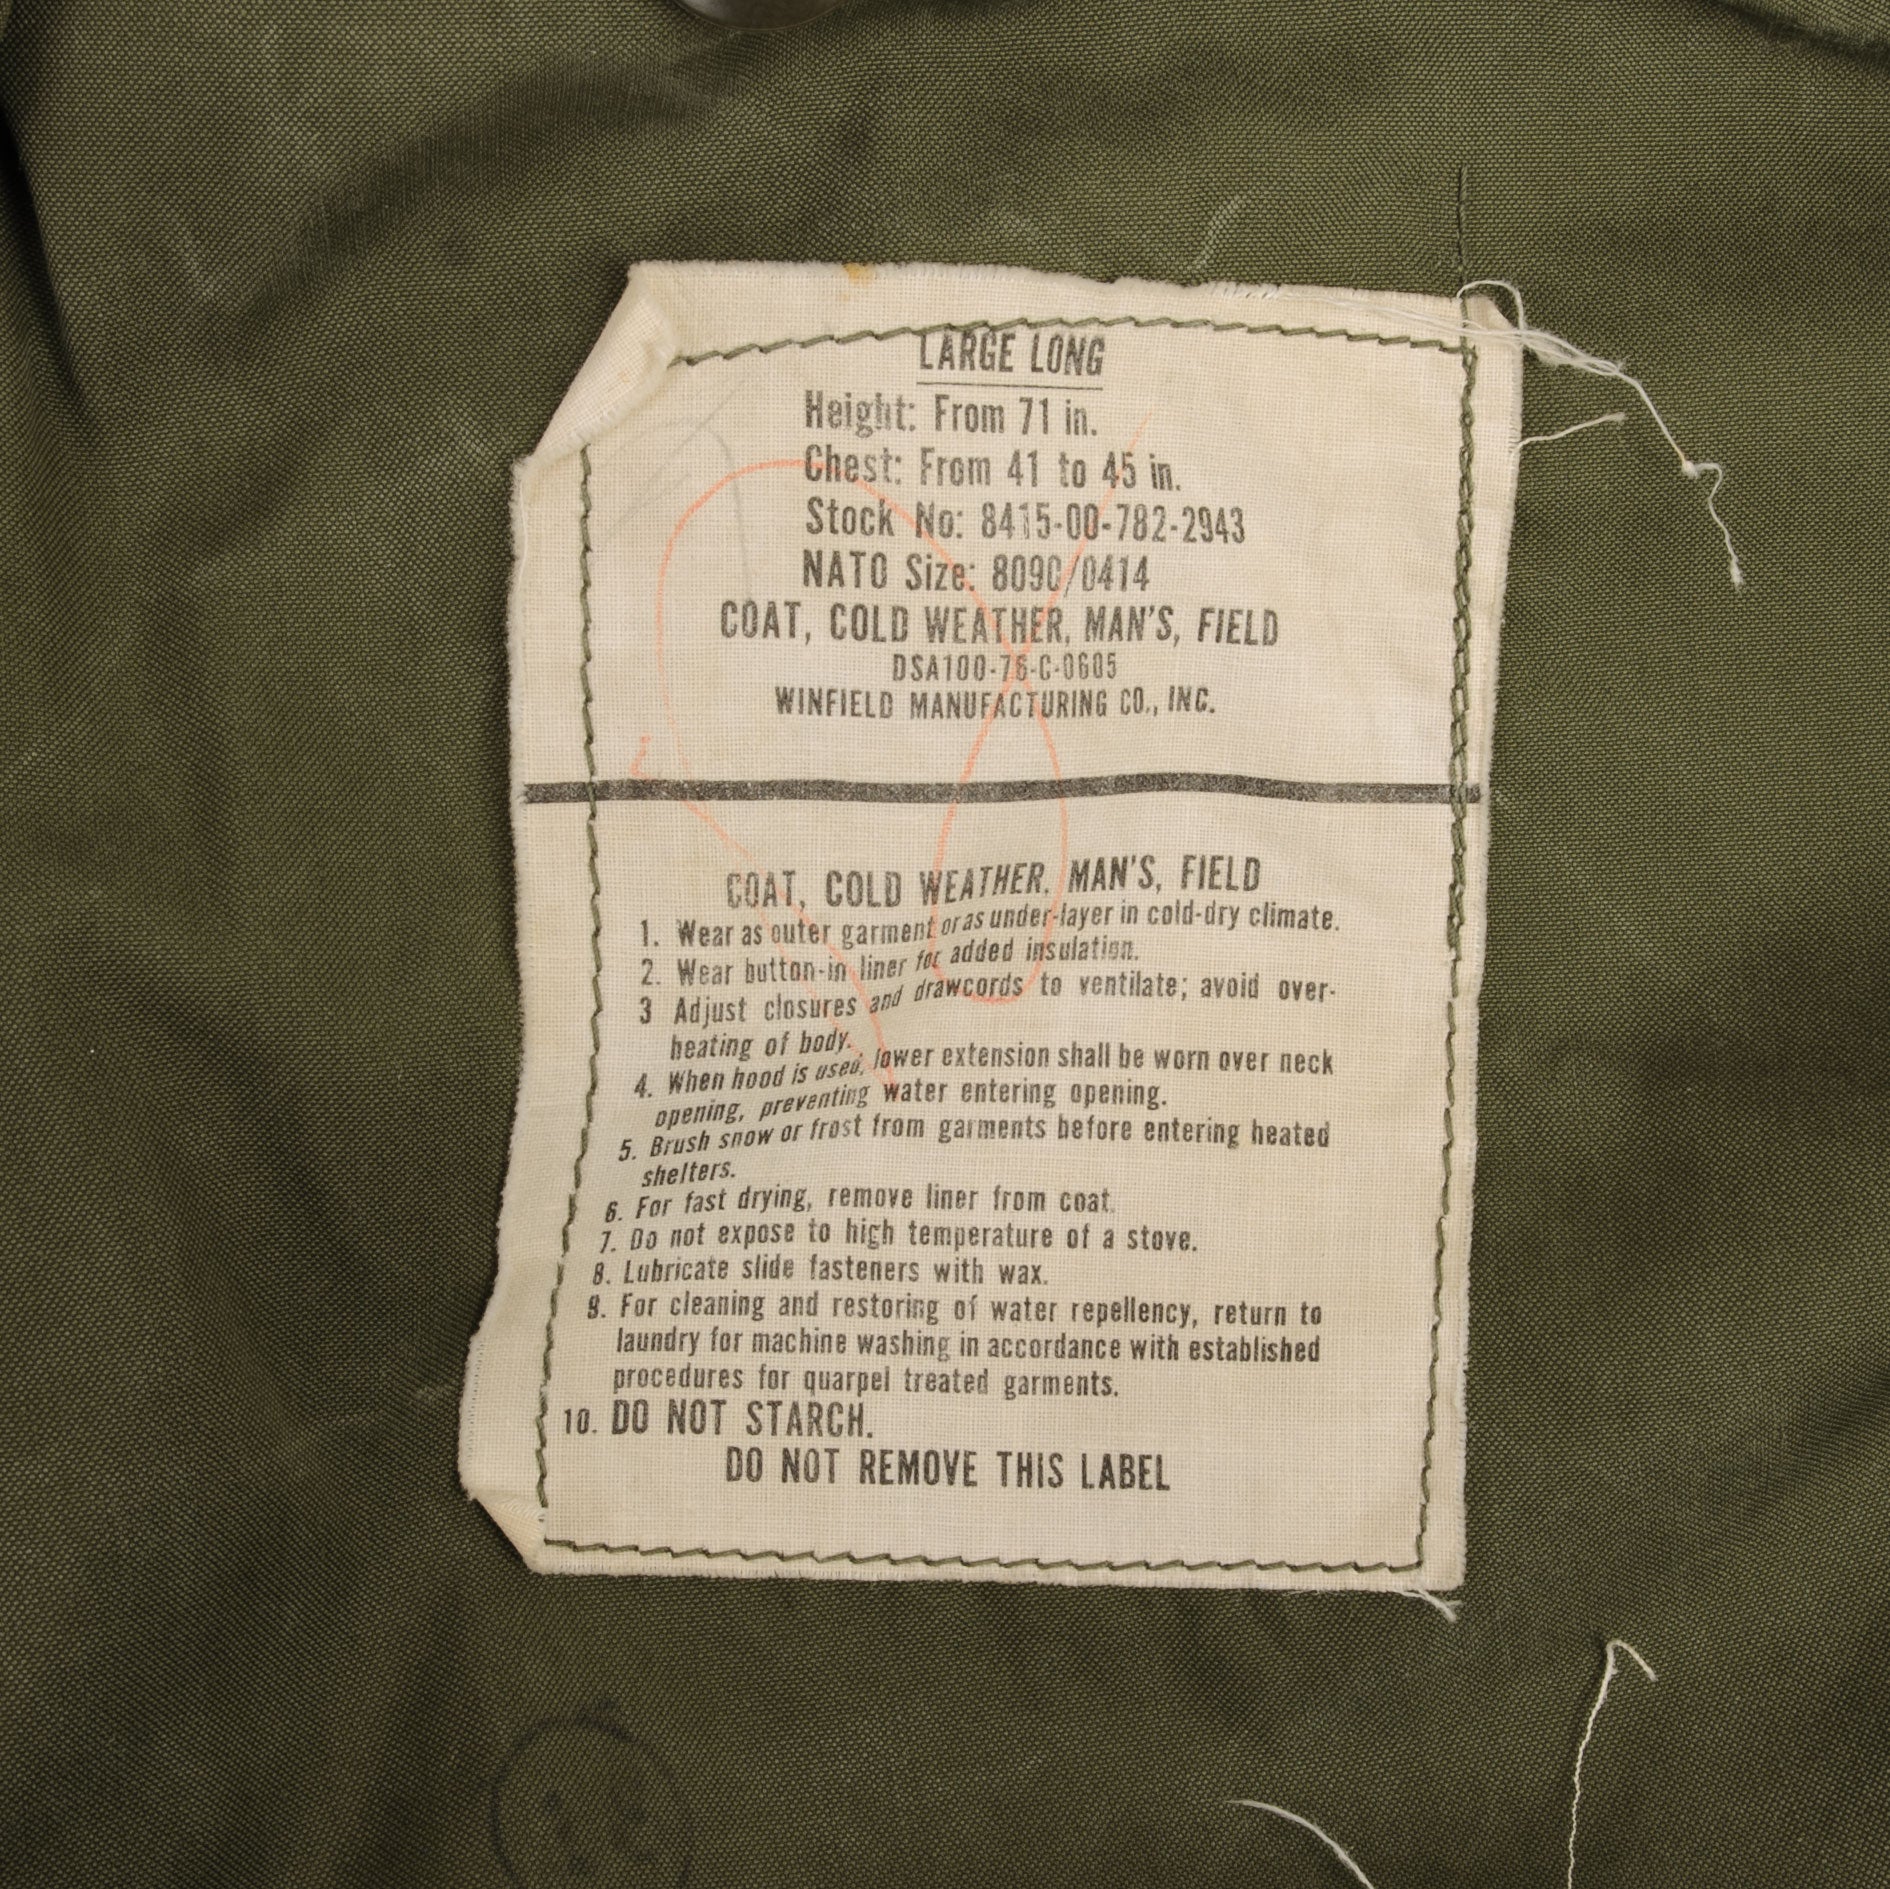 LARGE LONG
Height: From 71 in.
Chest: From 41 to 45 in.
Stock No: 8415-00-782-2943
NATO Size: 8090/0414
COAT, COLD WEATHER, MAN'S, FIELD
DSA100-76-C-0605
WINFIELD MANUFACTURING CO., INC.
COAT, COLD WEATHER, MAN'S, FIELD
1. Wear as outer garment or as under-layer in cold-dry climate.
2. Wear button-in liner for added insulation.
3 Adjust closures and drawcords to ventilate; avoid over-
heating of body.
4. When hood is used, lower extension shall be worn over neck
opening, preventing water entering opening.
5. Brush snow or frost from garments before entering heated
shelters.
6. For fast drying, remove liner from coat.
7. Do not expose to high temperature of a stove.
8. Lubricate slide fasteners with wax.
9. For cleaning and restoring of water repellency, return to
laundry for machine washing in accordance with established
procedures for quarpel treated garments.
10. DO NOT STARCH.
DO NOT REMOVE THIS LABEL